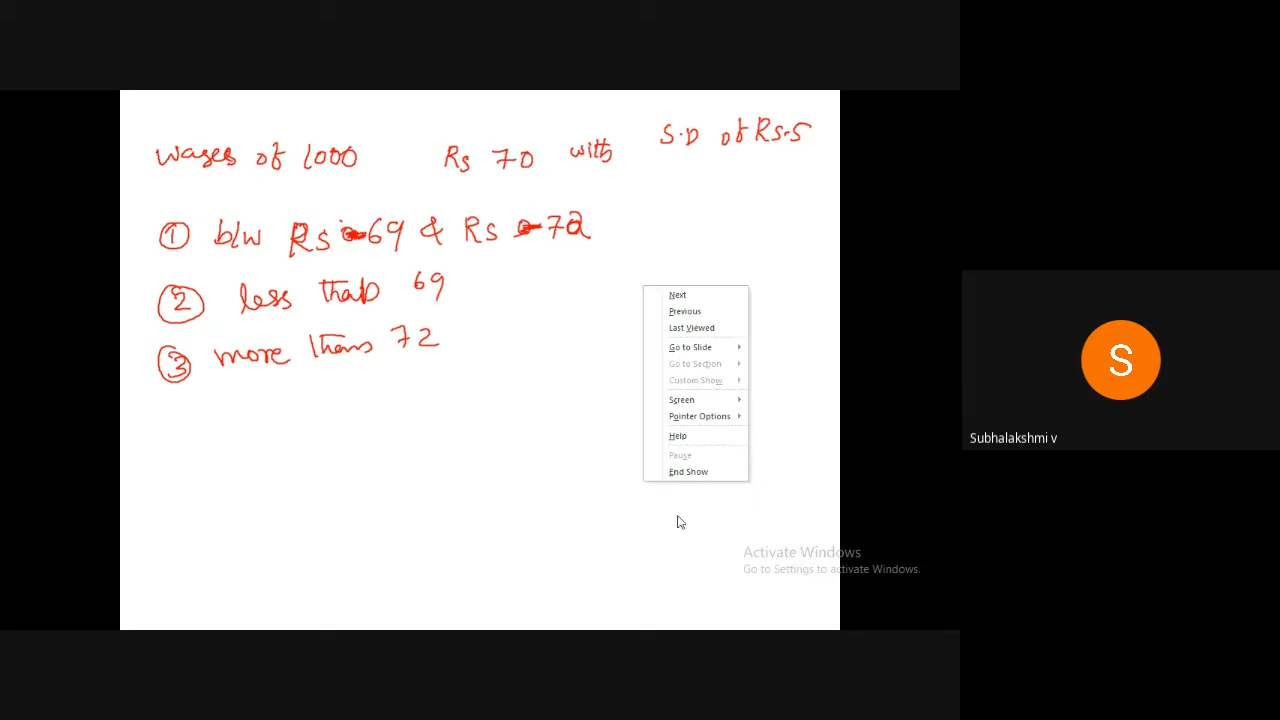 wages of 1000 Rs 70 with S.D of Rs.5
① b/w Rs 69 & Rs 72
② less than 69
③ more than 72
Next
Previous
Last Viewed
Go to Slide
Go to Section
Custom Show
Screen
Pointer Options
Help
Pause
End Show
S
Subhalakshmi v
Activate Windows
Go to Settings to activate Windows.